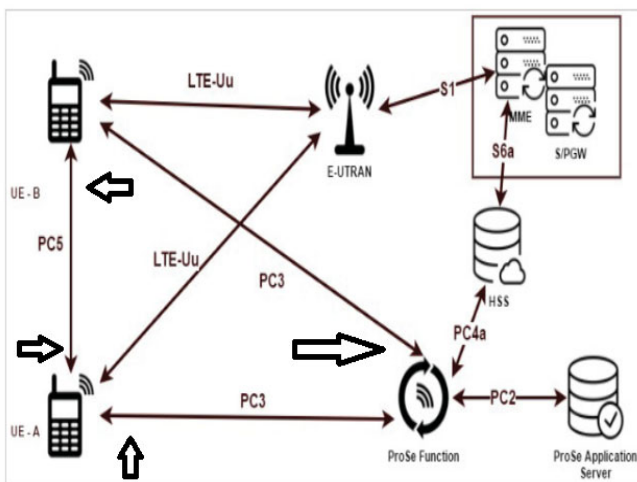 LTE-Uu
S1
MME
S/PGW
E-UTRAN
S6a
UE - B
PC5
LTE-Uu
PC3
HSS
PC4a
PC3
PC2
UE - A
ProSe Function
ProSe Application
Server